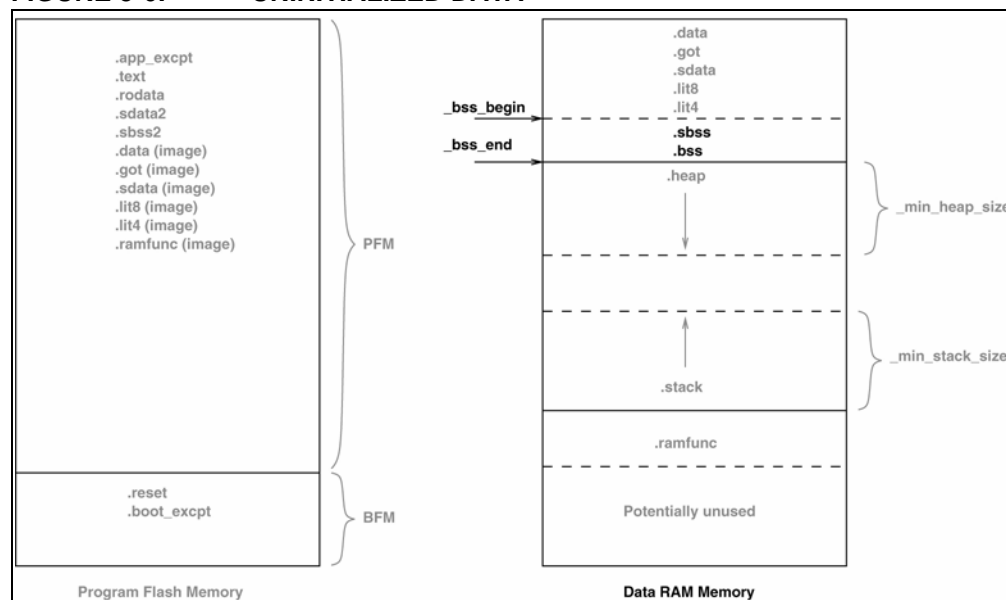 .app_excpt
.text
.rodata
.sdata2
.sbss2
.data (image)
.got (image)
.sdata (image)
.lit8 (image)
.lit4 (image)
.ramfunc (image)
PFM
.reset
.boot_excpt
BFM
Program Flash Memory
.data
.got
.sdata
.lit8
.lit4
_bss_begin
.sbss
_bss_end
.bss
.heap
_min_heap_size
_min_stack_size
.stack
.ramfunc
Potentially unused
Data RAM Memory